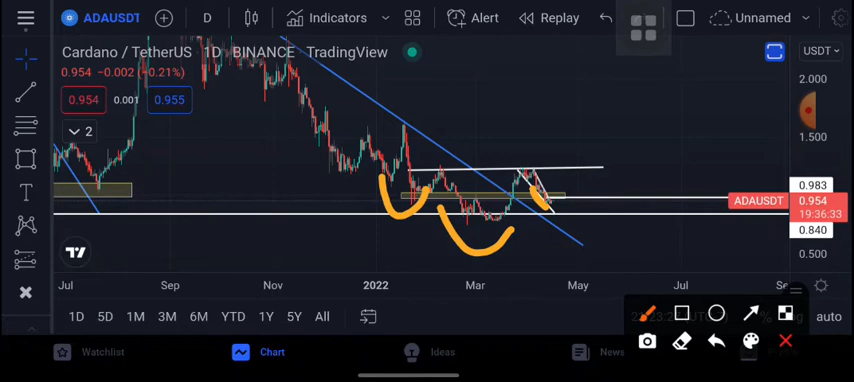 ADAUSDT D Indicators Alert Replay Unnamed
Cardano / TetherUS 1D BINANCE TradingView USDT
0.954 −0.002 (−0.21%)
0.954 0.001 0.955
2
2.000
1.500
0.983
ADAUSDT 0.954
19:36:33
0.840
0.500
Jul Sep Nov 2022 Mar May Jul
1D 5D 1M 3M 6M YTD 1Y 5Y All auto
Watchlist Chart Ideas News